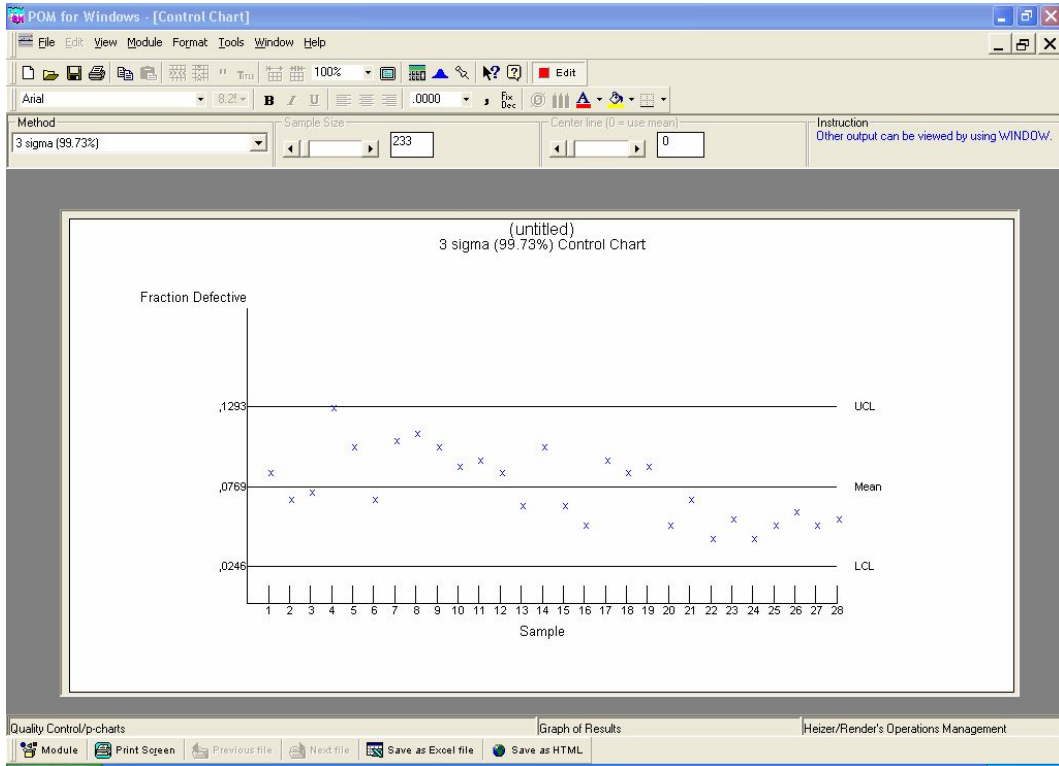 POM for Windows - [Control Chart]
File Edit View Module Format Tools Window Help
" TITLE 100% Edit
Arial 8.2! B I U .0000 , Fix Dec A
Method Sample Size Center line (0 = use mean) Instruction
3 sigma (99.73%) 233 0 Other output can be viewed by using WINDOW.
(untitled)
3 sigma (99.73%) Control Chart
Fraction Defective
,1293 UCL
,0769 Mean
,0246 LCL
1 2 3 4 5 6 7 8 9 10 11 12 13 14 15 16 17 18 19 20 21 22 23 24 25 26 27 28
Sample
Quality Control/p-charts Graph of Results Heizer/Render's Operations Management
Module Print Screen Previous file Next file Save as Excel file Save as HTML